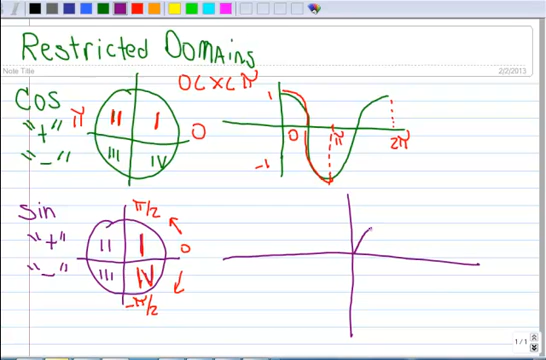 Restricted Domains
Note Title
2/2/2013
0<x<π
Cos
π
II
I
0
"+"
"-"
III
IV
1
0
π
2π
-1
Sin
π/2
"+"
II
I
0
"-"
III
IV
-π/2
1/1